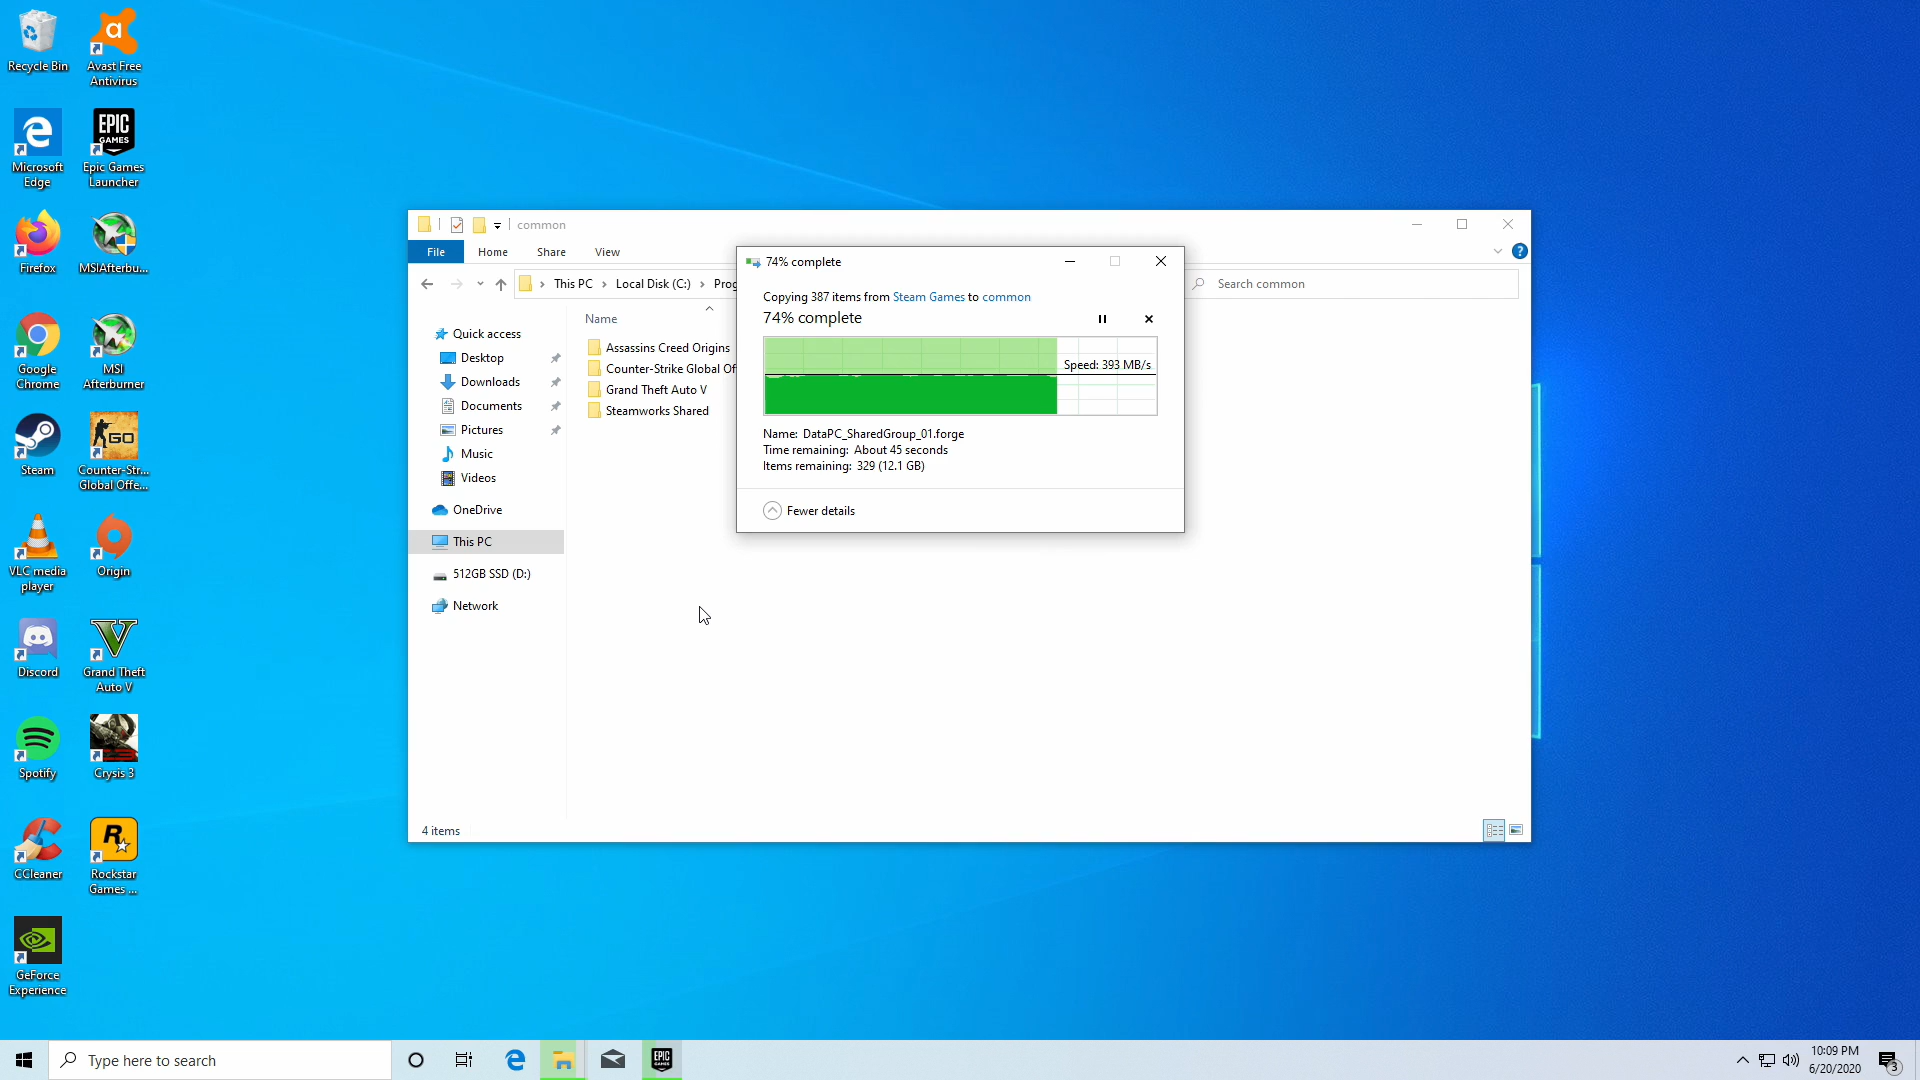 Recycle Bin
Avast Free
Antivirus
Microsoft
Edge
EPIC
GAMES
Epic Games
Launcher
Firefox
MSIAfterbu...
Google
Chrome
MSI
Afterburner
Steam
GO
Counter-Str...
Global Offe...
VLC media
player
Origin
Discord
Grand Theft
Auto V
Spotify
Crysis 3
CCleaner
R
Rockstar
Games ...
GeForce
Experience
common
File
Home
Share
View
This PC
Local Disk (C:)
Prog
Search common
Quick access
Desktop
Downloads
Documents
Pictures
Music
Videos
OneDrive
This PC
512GB SSD (D:)
Network
Name
Assassins Creed Origins
Counter-Strike Global Of
Grand Theft Auto V
Steamworks Shared
4 items
74% complete
Copying 387 items from Steam Games to common
74% complete
Speed: 393 MB/s
Name: DataPC_SharedGroup_01.forge
Time remaining: About 45 seconds
Items remaining: 329 (12.1 GB)
Fewer details
Type here to search
EPIC
GAMES
10:09 PM
6/20/2020
3